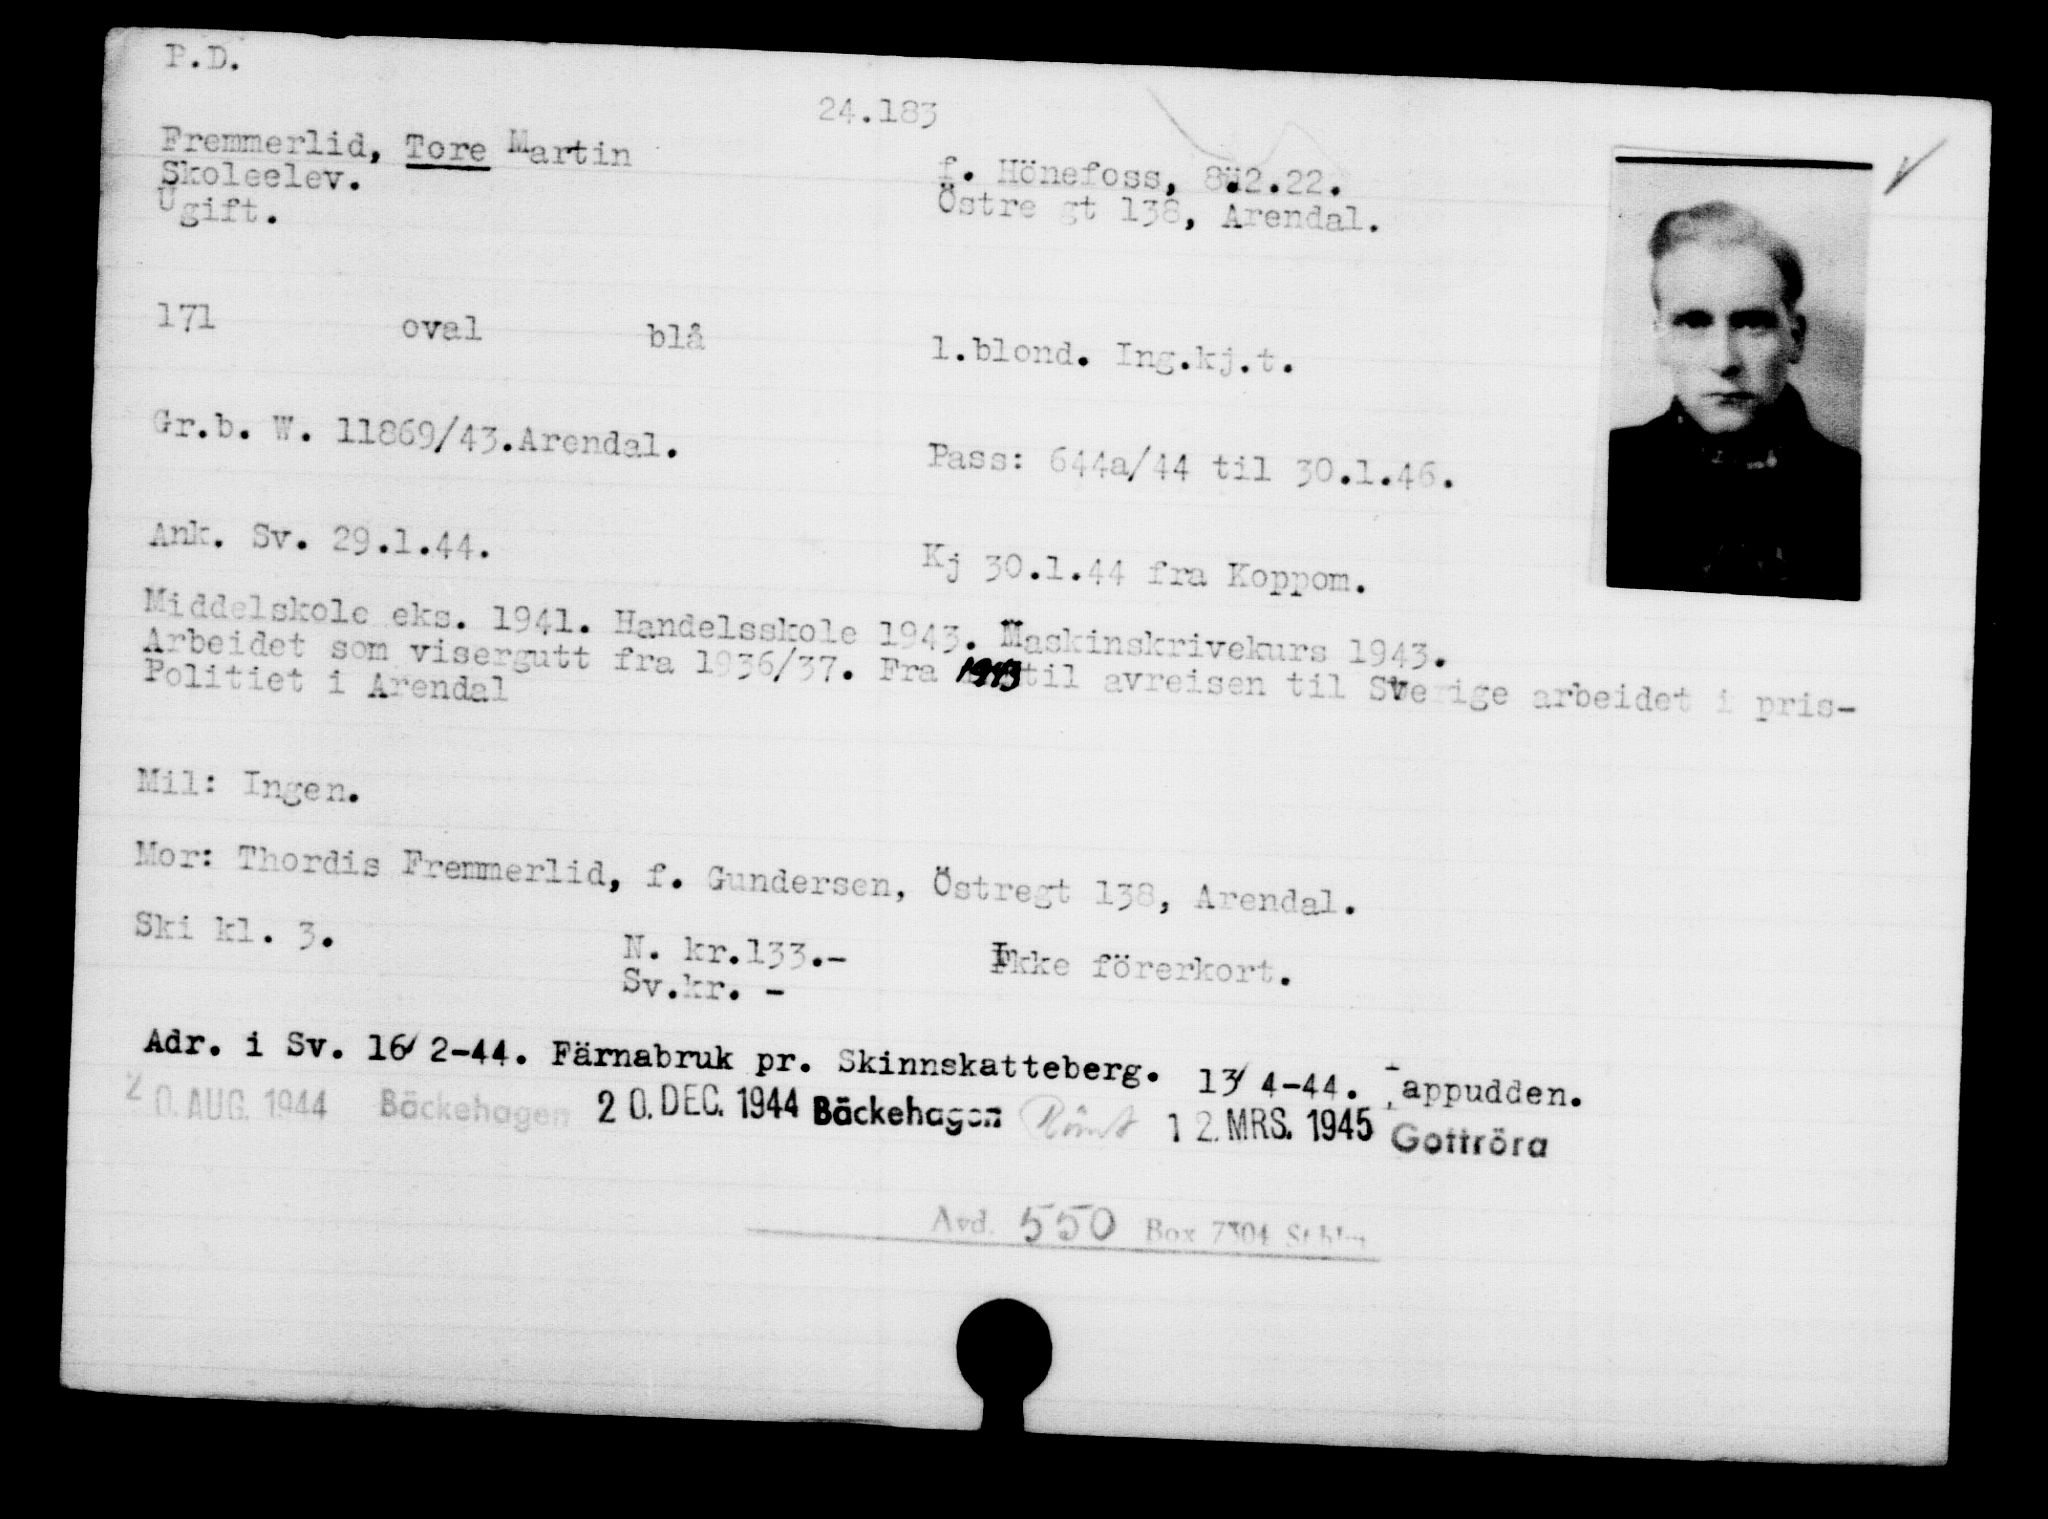 P.D.
24.183
Fremmerlid, Tore Martin
f. Hönefoss, 8.2.22.
Skoleelev.
Östre gt 138, Arendal.
Ugift.
171 oval blå l.blond. Ing.kj.t.
Gr.b. W. 11869/43.Arendal.
Pass: 644a/44 til 30.1.46.
Ank. Sv. 29.1.44.
Kj 30.1.44 fra Koppom.
Middelskole eks. 1941. Handelsskole 1943. Maskinskrivekurs 1943.
Arbeidet som visergutt fra 1936/37. Fra 1943 til avreisen til Sverige arbeidet i pris-
Politiet i Arendal
Mil: Ingen.
Mor: Thordis Fremmerlid, f. Gundersen, Östregt 138, Arendal.
Ski kl. 3. N. kr.133.- Ikke förerkort.
Sv.kr. -
Adr. i Sv. 16/2-44. Färnabruk pr. Skinnskatteberg. 13/4-44. Tappudden.
20. AUG. 1944 Bäckehagen 20. DEC. 1944 Bäckehagen 12. MRS. 1945 Gottröra
Avd. 550 Box 7304 Sthlm